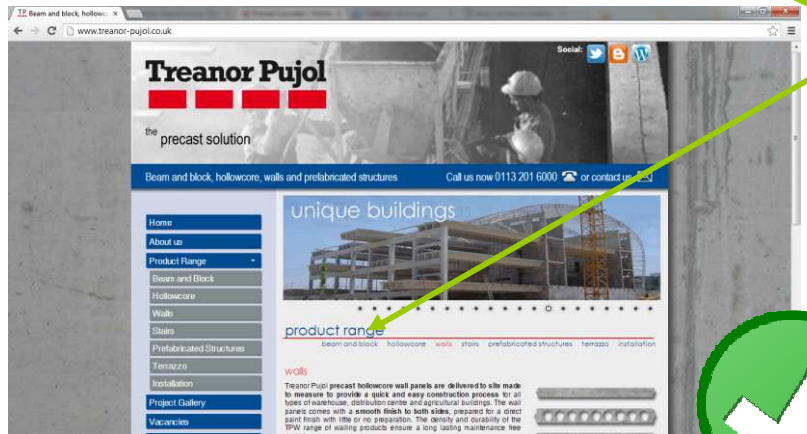 TP Beam and block, hollowc
www.treanor-pujol.co.uk
Social:
Treanor Pujol
the precast solution
Beam and block, hollowcore, walls and prefabricated structures
Call us now 0113 201 6000 or contact us
Home
About us
Product Range
Beam and Block
Hollowcore
Walls
Stairs
Prefabricated Structures
Terrazzo
Installation
Project Gallery
Vacancies
unique buildings
product range
beam and block hollowcore walls stairs prefabricated structures terrazzo installation
walls
Treanor Pujol precast hollowcore wall panels are delivered to site made
to measure to provide a quick and easy construction process for all
types of warehouse, distribution centre and agricultural buildings. The wall
panels comes with a smooth finish to both sides, prepared for a direct
paint finish with little or no preparation. The density and durability of the
TPW range of walling products ensure a long lasting maintenance free